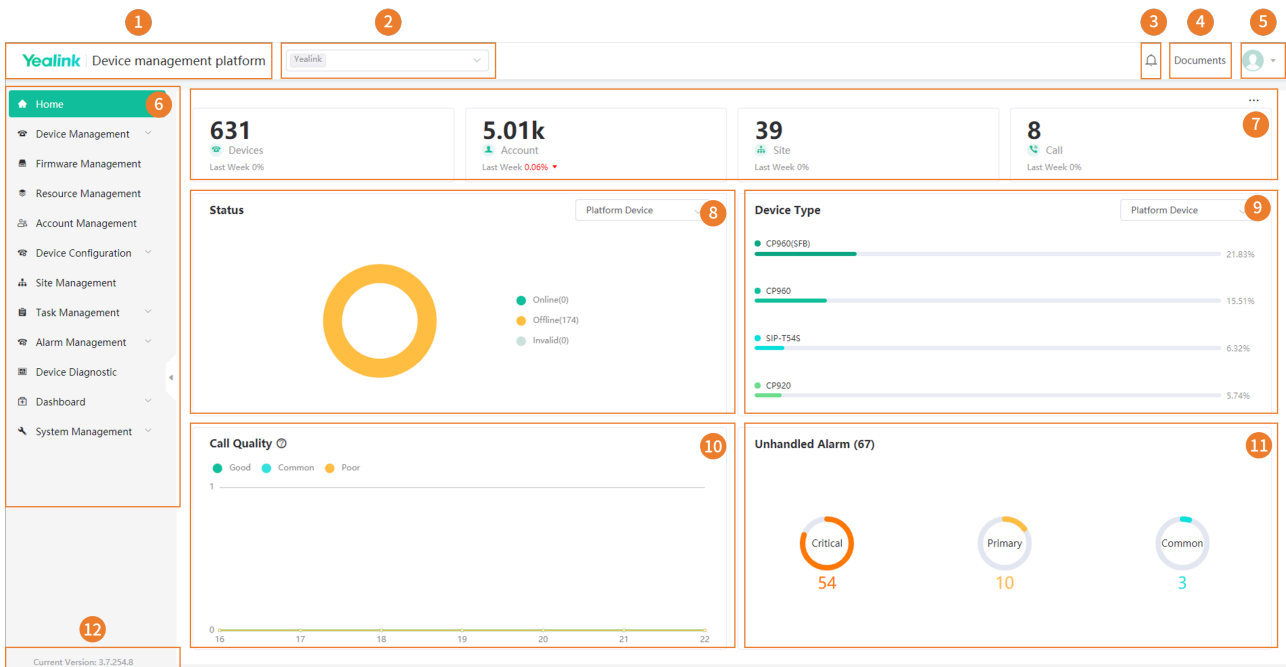 1
2
3
4
5
Yealink | Device management platform
Yealink
Documents
Home
6
Device Management
Firmware Management
Resource Management
Account Management
Device Configuration
Site Management
Task Management
Alarm Management
Device Diagnostic
Dashboard
System Management
...
7
631
Devices
Last Week 0%
5.01k
Account
Last Week 0.06%
39
Site
Last Week 0%
8
Call
Last Week 0%
Status
Platform Device
8
Online(0)
Offline(174)
Invalid(0)
Device Type
Platform Device
9
CP960(SFB)
21.83%
CP960
15.51%
SIP-T54S
6.32%
CP920
5.74%
Call Quality ?
10
Good Common Poor
1
0
16 17 18 19 20 21 22
Unhandled Alarm (67)
11
Critical
54
Primary
10
Common
3
12
Current Version: 3.7.254.8